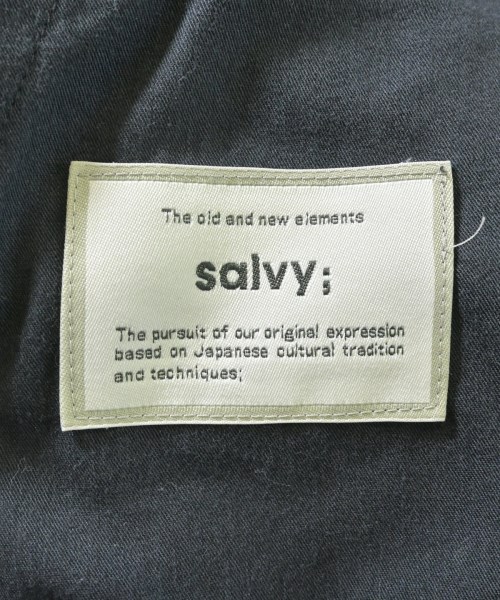 The old and new elements
salvy;
The pursuit of our original expression
based on Japanese cultural tradition
and techniques;